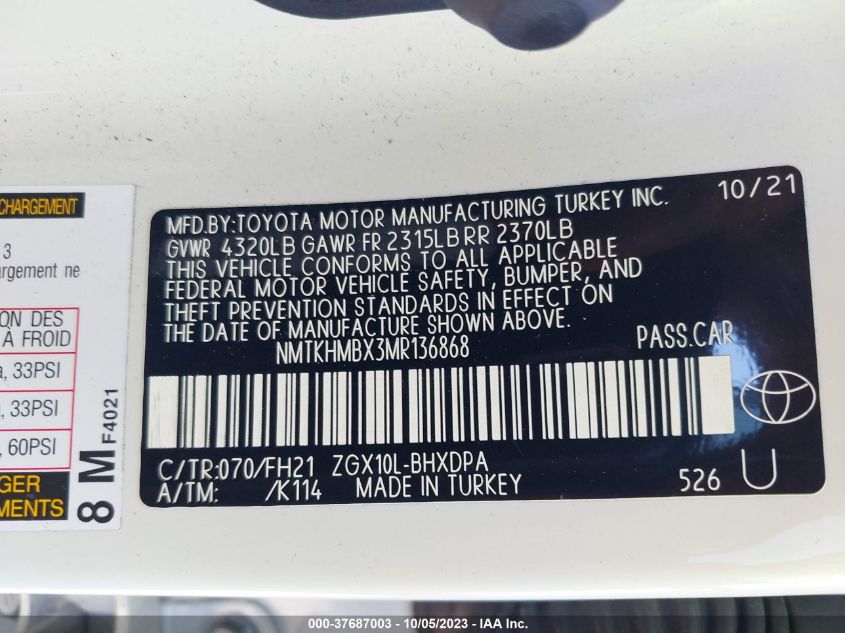 CHARGEMENT
3
argement ne
ON DES
À FROID
a, 33PSI
, 33PSI
, 60PSI
GER
MENTS
8 M F4021
MFD.BY:TOYOTA MOTOR MANUFACTURING TURKEY INC. 10/21
GVWR 4320LB GAWR FR 2315LB RR 2370LB
THIS VEHICLE CONFORMS TO ALL APPLICABLE
FEDERAL MOTOR VEHICLE SAFETY, BUMPER, AND
THEFT PREVENTION STANDARDS IN EFFECT ON
THE DATE OF MANUFACTURE SHOWN ABOVE.
NMTKHMBX3MR136868 PASS.CAR
C/TR:070/FH21 ZGX10L-BHXDPA
A/TM: /K114 MADE IN TURKEY 526 U
000-37687003 - 10/05/2023 - IAA Inc.